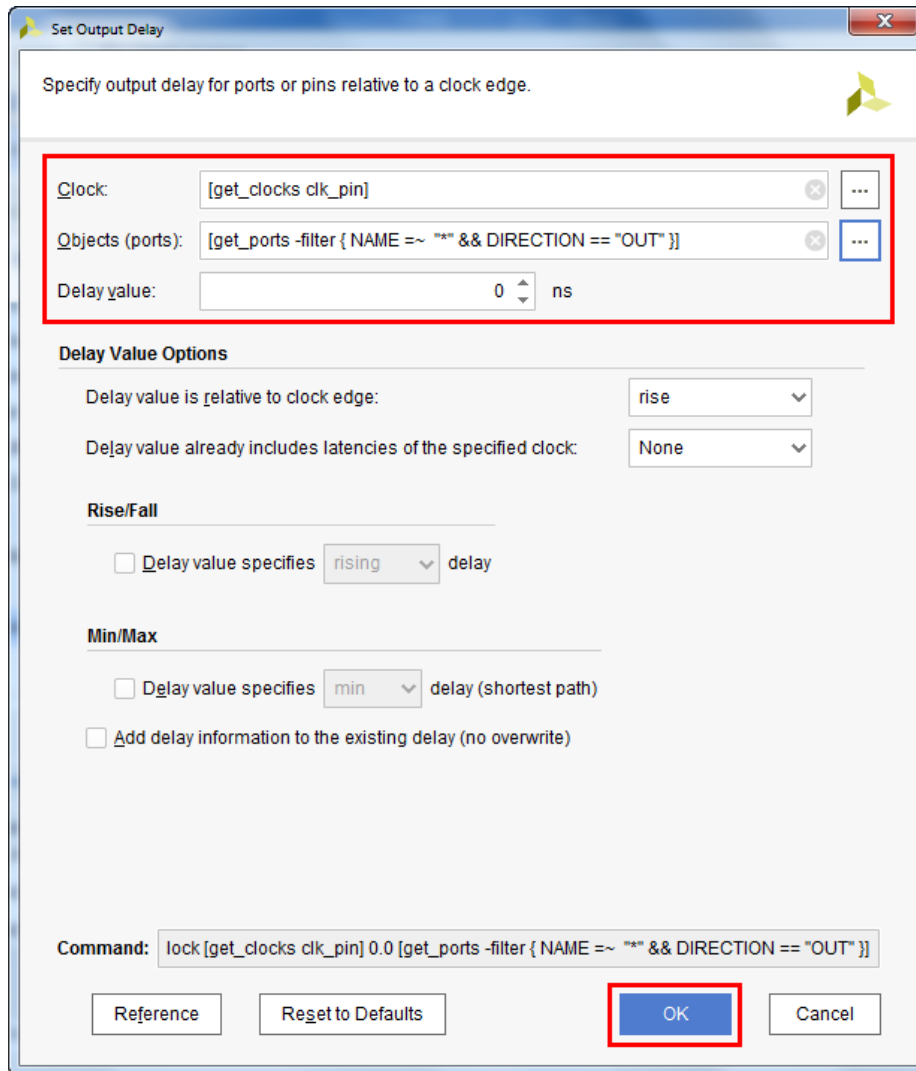 Set Output Delay
Specify output delay for ports or pins relative to a clock edge.
Clock: [get_clocks clk_pin] ...
Objects (ports): [get_ports -filter { NAME =~ "*" && DIRECTION == "OUT" }] ...
Delay value: 0 ns
Delay Value Options
Delay value is relative to clock edge: rise
Delay value already includes latencies of the specified clock: None
Rise/Fall
Delay value specifies rising delay
Min/Max
Delay value specifies min delay (shortest path)
Add delay information to the existing delay (no overwrite)
Command: lock [get_clocks clk_pin] 0.0 [get_ports -filter { NAME =~ "*" && DIRECTION == "OUT" }]
Reference Reset to Defaults OK Cancel